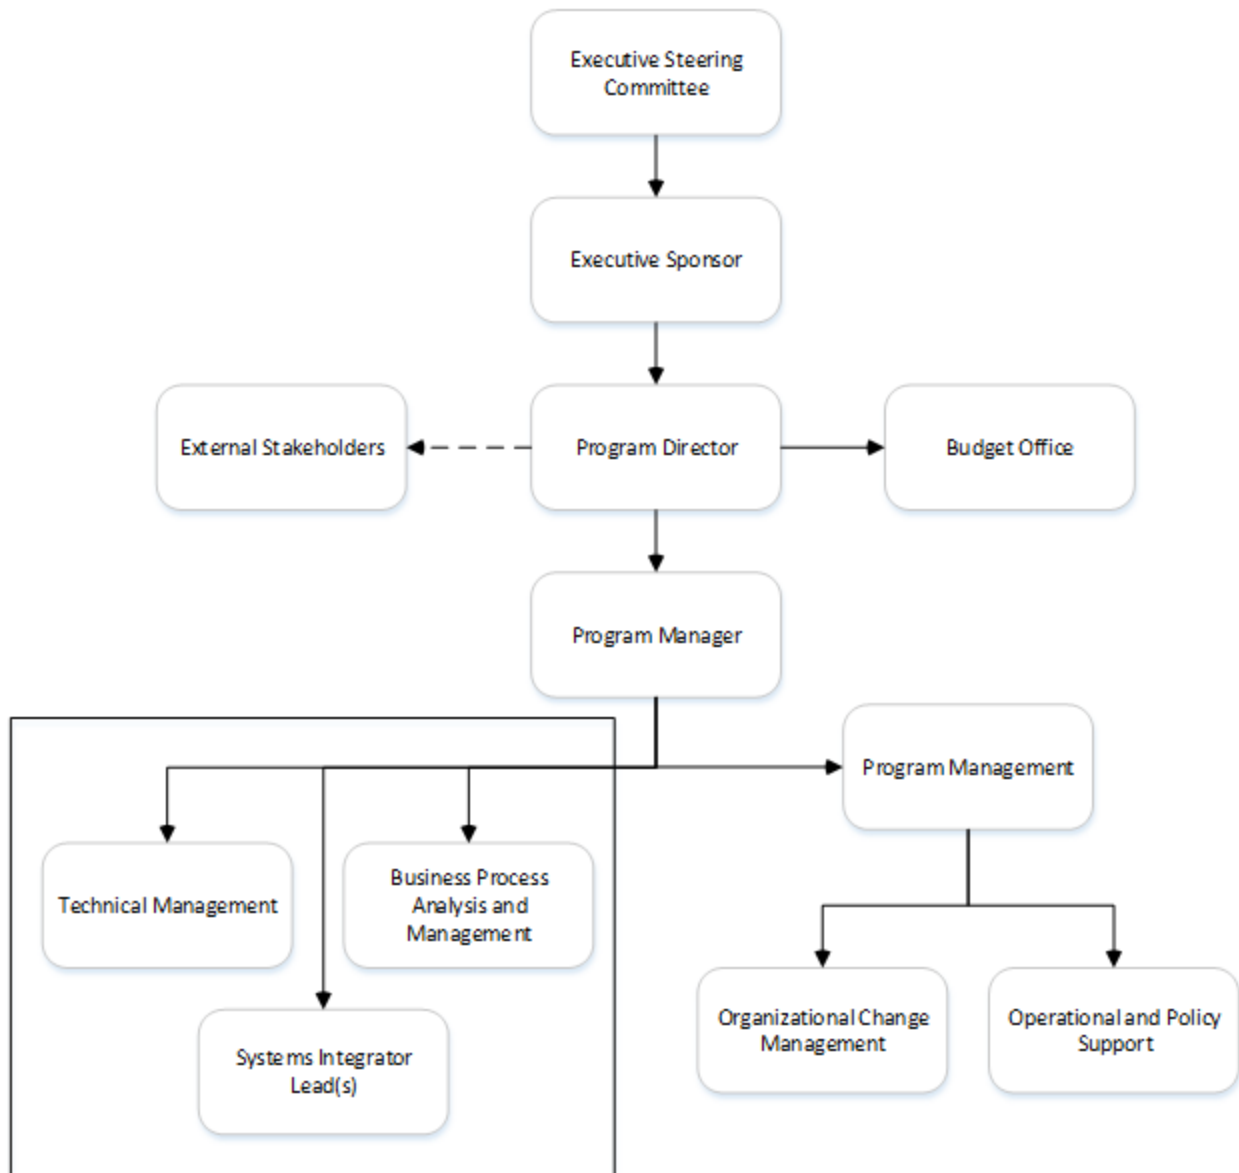 Executive Steering
Committee
Executive Sponsor
External Stakeholders
Program Director
Budget Office
Program Manager
Program Management
Technical Management
Business Process
Analysis and
Management
Systems Integrator
Lead(s)
Organizational Change
Management
Operational and Policy
Support